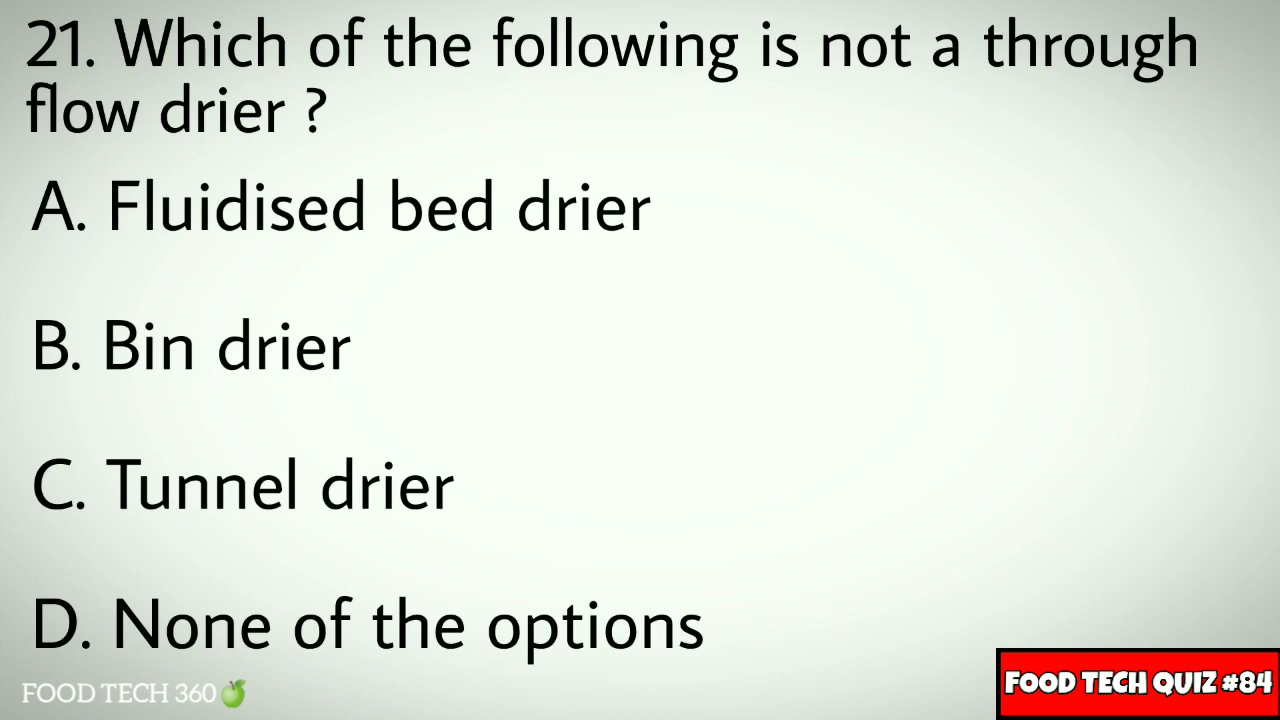 21. Which of the following is not a through
flow drier ?
A. Fluidised bed drier
B. Bin drier
C. Tunnel drier
D. None of the options
FOOD TECH 360
FOOD TECH QUIZ #84